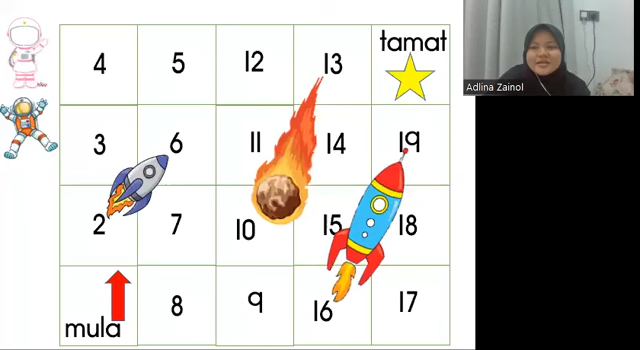 4 5 12 13 tamat
3 6 11 14 19
2 7 10 15 18
mula 8 9 16 17
Adlina Zainol